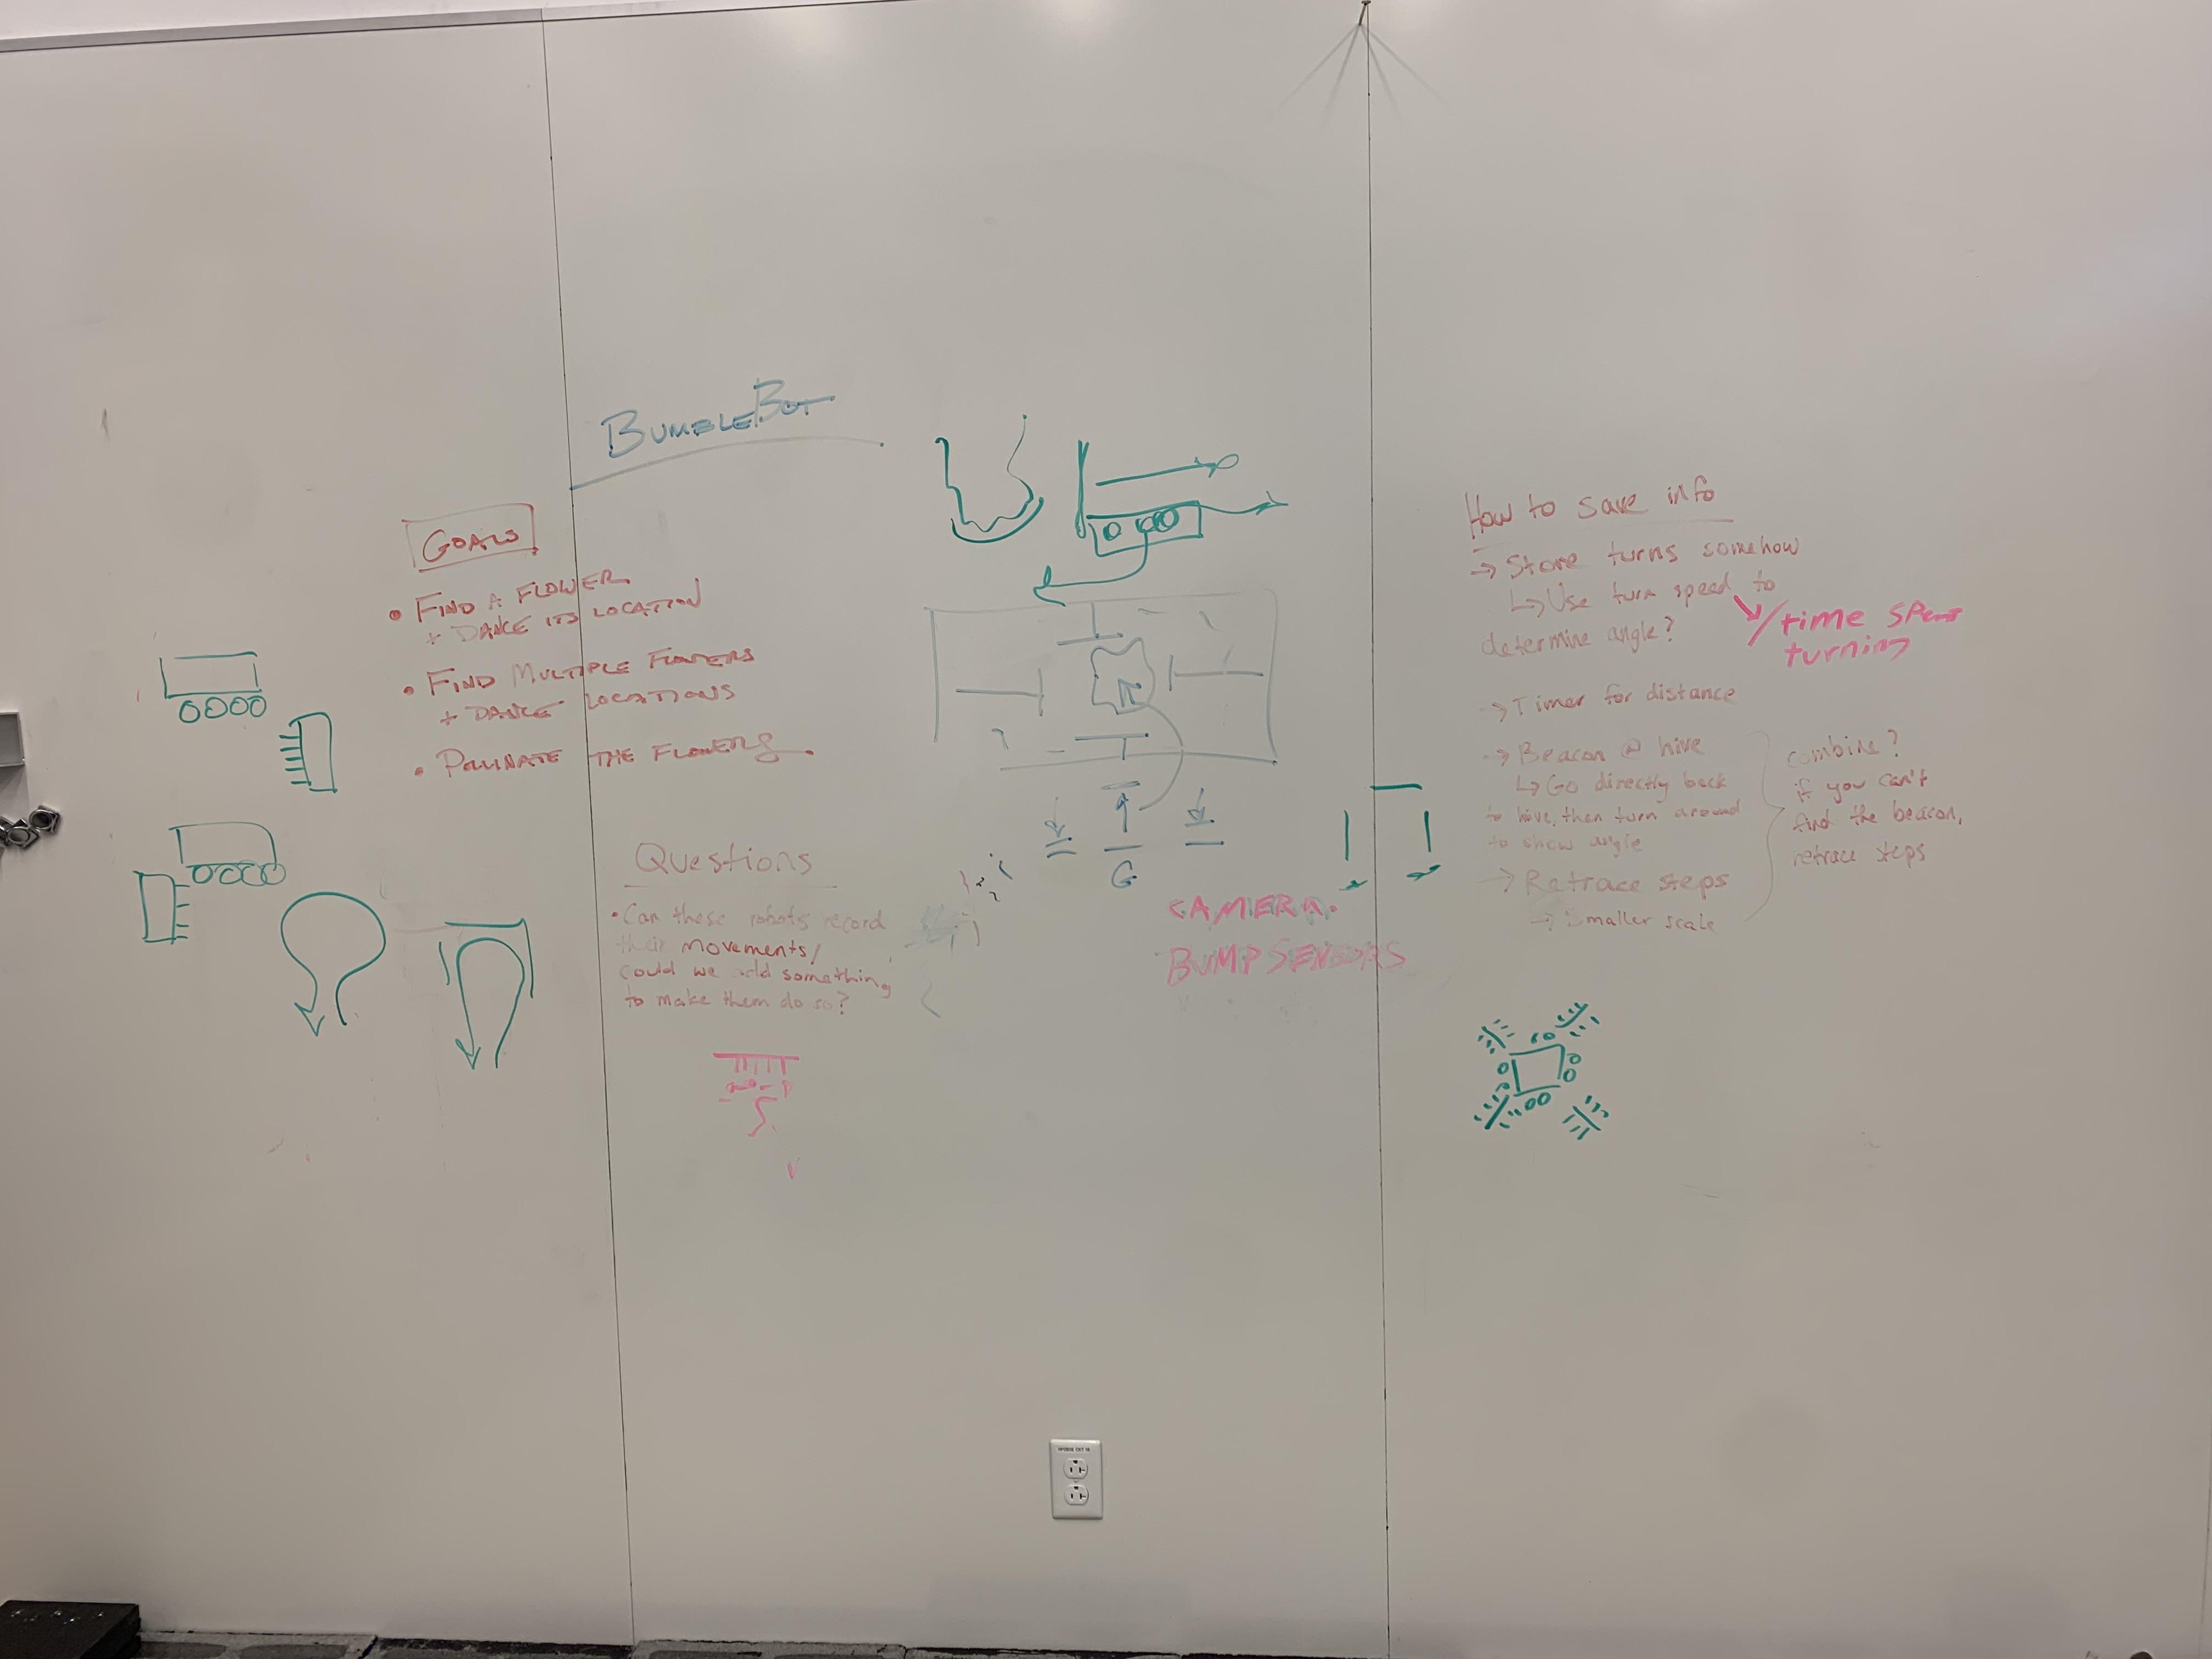 BUMBLEBOT
GOALS
• FIND A FLOWER
+ DANCE ITS LOCATION
• FIND MULTIPLE FLOWERS
+ DANCE LOCATIONS
• POLLINATE THE FLOWERS
Questions
• Can these robots record
their movements/
could we add something
to make them do so?
G
CAMERA.
BUMP SENSORS
How to save info
→ Store turns somehow
↳ Use turn speed to
determine angle?
/time spent
turning
→ Timer for distance
→ Beacon @ hive
↳ Go directly back
to hive, then turn around
to show angle
→ Retrace steps
→ Smaller scale
combine?
if you can't
find the beacon,
retrace steps